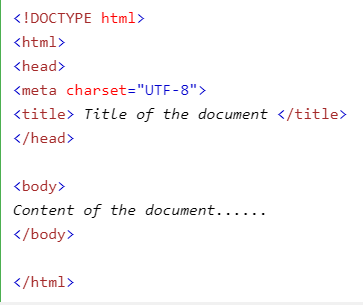 <!DOCTYPE html>
<html>
<head>
<meta charset="UTF-8">
<title> Title of the document </title>
</head>
<body>
Content of the document......
</body>
</html>